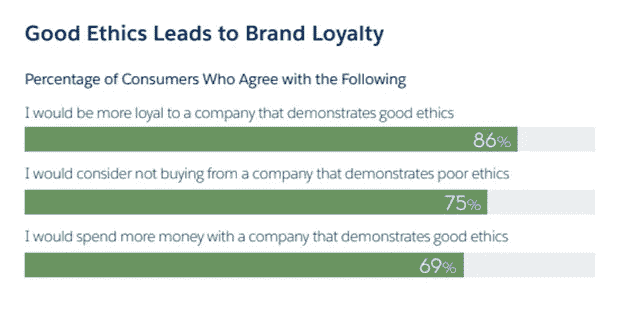 Good Ethics Leads to Brand Loyalty
Percentage of Consumers Who Agree with the Following
I would be more loyal to a company that demonstrates good ethics
86%
I would consider not buying from a company that demonstrates poor ethics
75%
I would spend more money with a company that demonstrates good ethics
69%